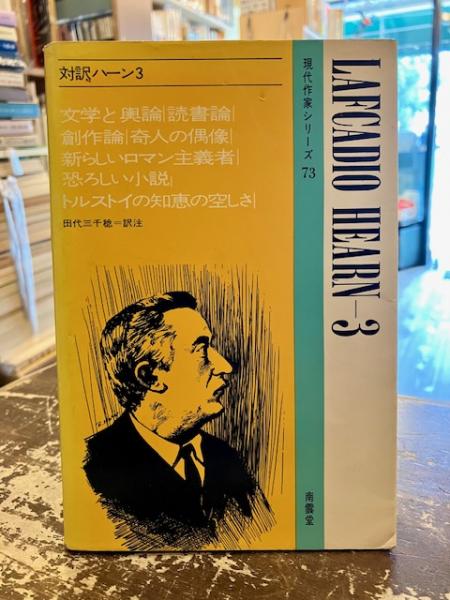 対訳ハーン3
文学と輿論|読書論|
創作論|奇人の偶像|
新らしいロマン主義者|
恐ろしい小説|
トルストイの知恵の空しさ|
田代三千稔=訳注
現代作家シリーズ 73
南雲堂
LAFCADIO HEARN-3